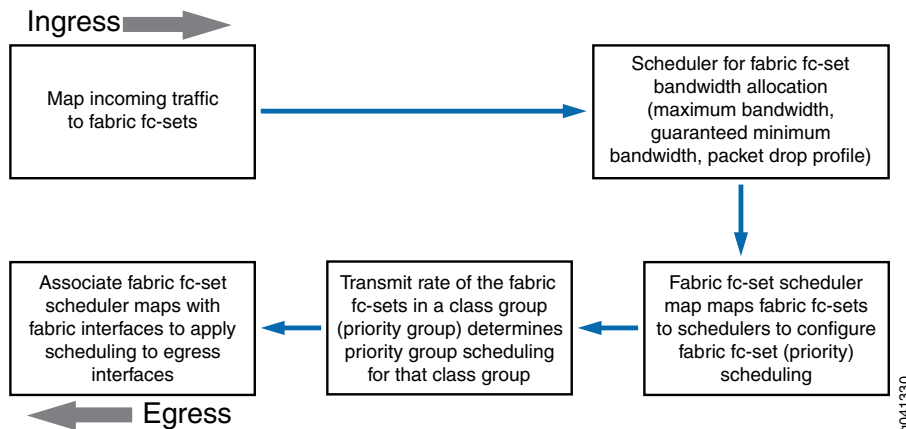 Ingress
Map incoming traffic
to fabric fc-sets
Scheduler for fabric fc-set
bandwidth allocation
(maximum bandwidth,
guaranteed minimum
bandwidth, packet drop profile)
Fabric fc-set scheduler
map maps fabric fc-sets
to schedulers to configure
fabric fc-set (priority)
scheduling
Transmit rate of the fabric
fc-sets in a class group
(priority group) determines
priority group scheduling
for that class group
Associate fabric fc-set
scheduler maps with
fabric interfaces to apply
scheduling to egress
interfaces
Egress
g041330